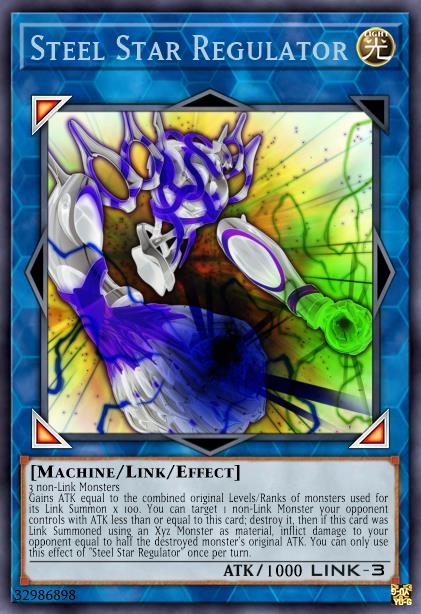 STEEL STAR REGULATOR
LIGHT
光
[MACHINE/LINK/EFFECT]
3 non-Link Monsters
Gains ATK equal to the combined original Levels/Ranks of monsters used for
its Link Summon x 100. You can target 1 non-Link Monster your opponent
controls with ATK less than or equal to this card; destroy it, then if this card was
Link Summoned using an Xyz Monster as material, inflict damage to your
opponent equal to half the destroyed monster's original ATK. You can only use
this effect of "Steel Star Regulator" once per turn.
ATK/1000 LINK-3
32986898